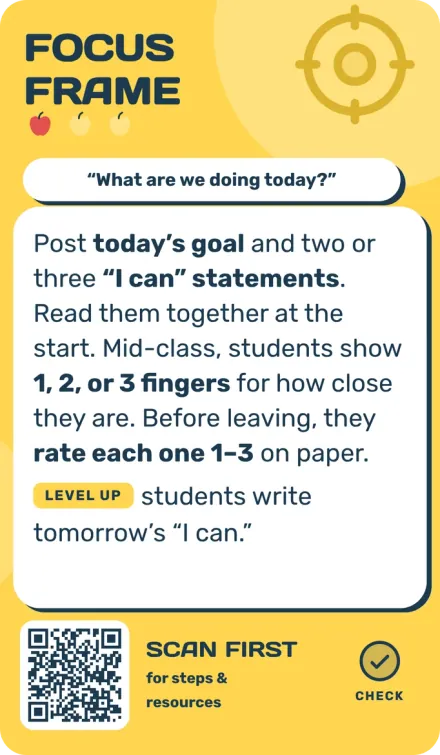 FOCUS
FRAME
“What are we doing today?”
Post today’s goal and two or
three “I can” statements.
Read them together at the
start. Mid-class, students show
1, 2, or 3 fingers for how close
they are. Before leaving, they
rate each one 1–3 on paper.
LEVEL UP students write
tomorrow’s “I can.”
SCAN FIRST
for steps &
resources
CHECK